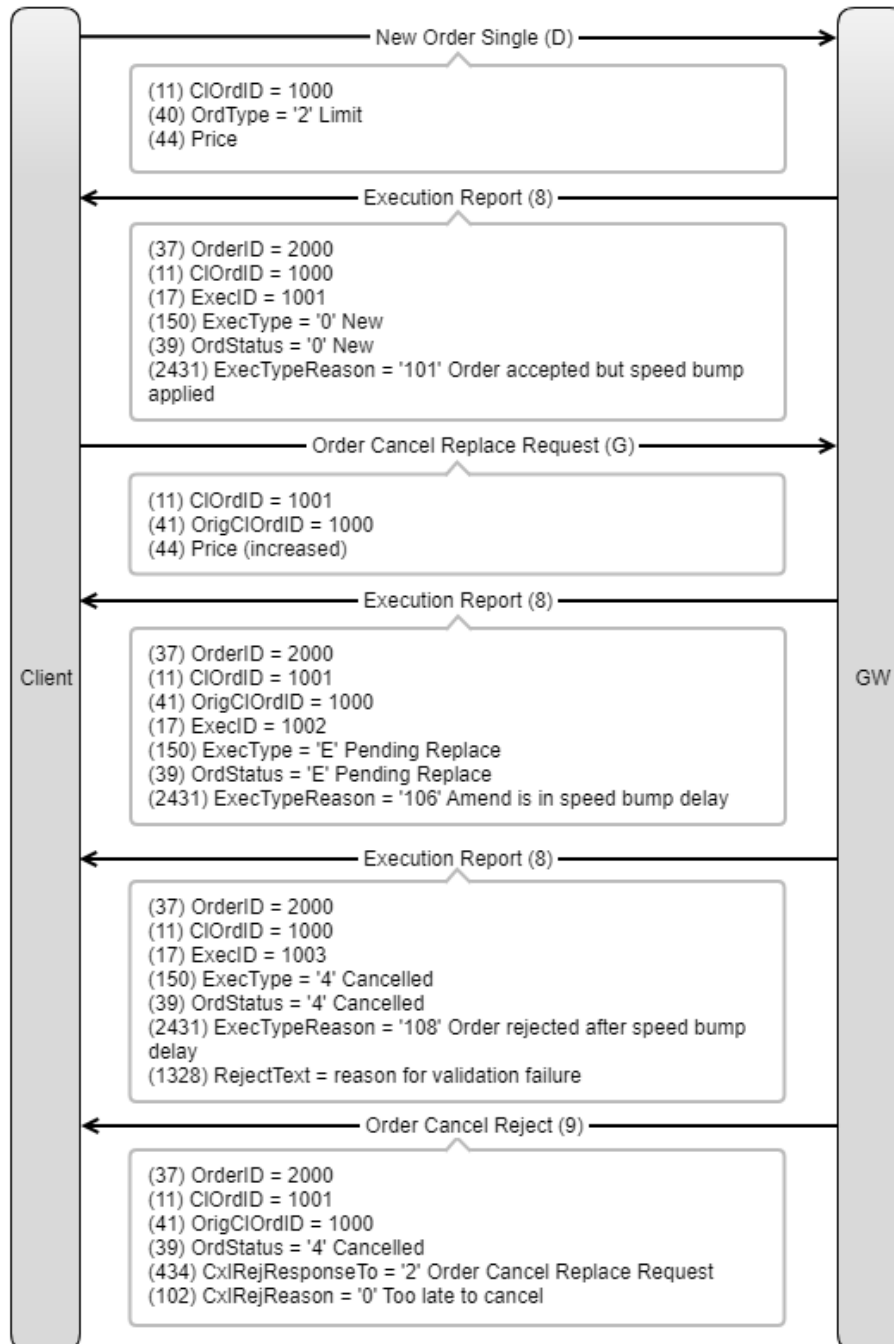 New Order Single (D)
(11) ClOrdID = 1000
(40) OrdType = '2' Limit
(44) Price
Execution Report (8)
(37) OrderID = 2000
(11) ClOrdID = 1000
(17) ExecID = 1001
(150) ExecType = '0' New
(39) OrdStatus = '0' New
(2431) ExecTypeReason = '101' Order accepted but speed bump
applied
Order Cancel Replace Request (G)
(11) ClOrdID = 1001
(41) OrigClOrdID = 1000
(44) Price (increased)
Execution Report (8)
(37) OrderID = 2000
(11) ClOrdID = 1001
(41) OrigClOrdID = 1000
(17) ExecID = 1002
(150) ExecType = 'E' Pending Replace
(39) OrdStatus = 'E' Pending Replace
(2431) ExecTypeReason = '106' Amend is in speed bump delay
Client
GW
Execution Report (8)
(37) OrderID = 2000
(11) ClOrdID = 1000
(17) ExecID = 1003
(150) ExecType = '4' Cancelled
(39) OrdStatus = '4' Cancelled
(2431) ExecTypeReason = '108' Order rejected after speed bump
delay
(1328) RejectText = reason for validation failure
Order Cancel Reject (9)
(37) OrderID = 2000
(11) ClOrdID = 1001
(41) OrigClOrdID = 1000
(39) OrdStatus = '4' Cancelled
(434) CxlRejResponseTo = '2' Order Cancel Replace Request
(102) CxlRejReason = '0' Too late to cancel